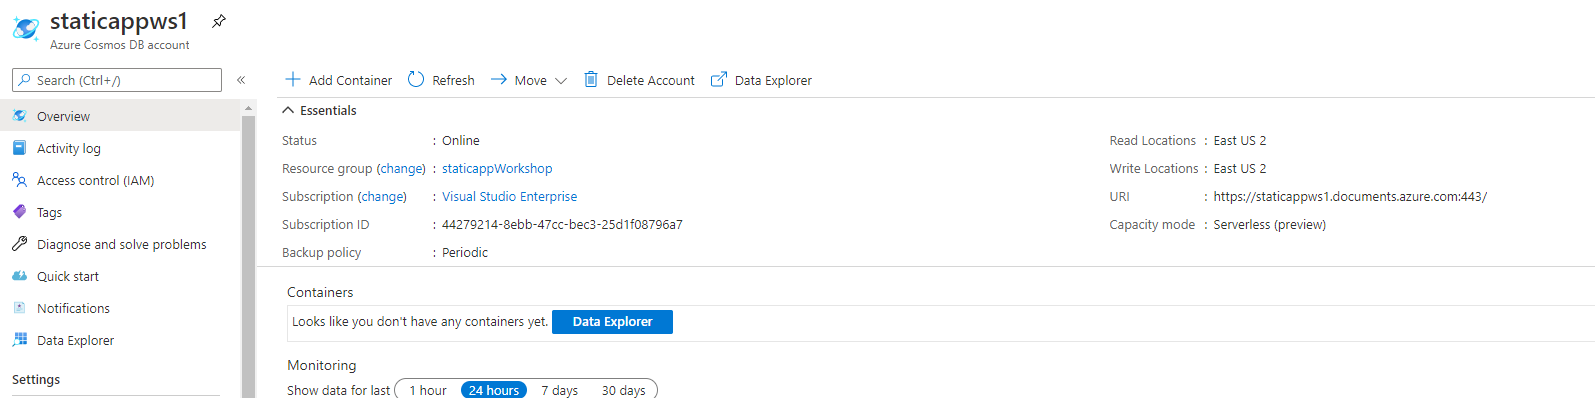 staticappws1
Azure Cosmos DB account
Search (Ctrl+/)
«
Overview
Activity log
Access control (IAM)
Tags
Diagnose and solve problems
Quick start
Notifications
Data Explorer
Settings
Add Container Refresh Move Delete Account Data Explorer
Essentials
Status : Online
Resource group (change) : staticappWorkshop
Subscription (change) : Visual Studio Enterprise
Subscription ID : 44279214-8ebb-47cc-bec3-25d1f08796a7
Backup policy : Periodic
Read Locations : East US 2
Write Locations : East US 2
URI : https://staticappws1.documents.azure.com:443/
Capacity mode : Serverless (preview)
Containers
Looks like you don't have any containers yet. Data Explorer
Monitoring
Show data for last 1 hour 24 hours 7 days 30 days